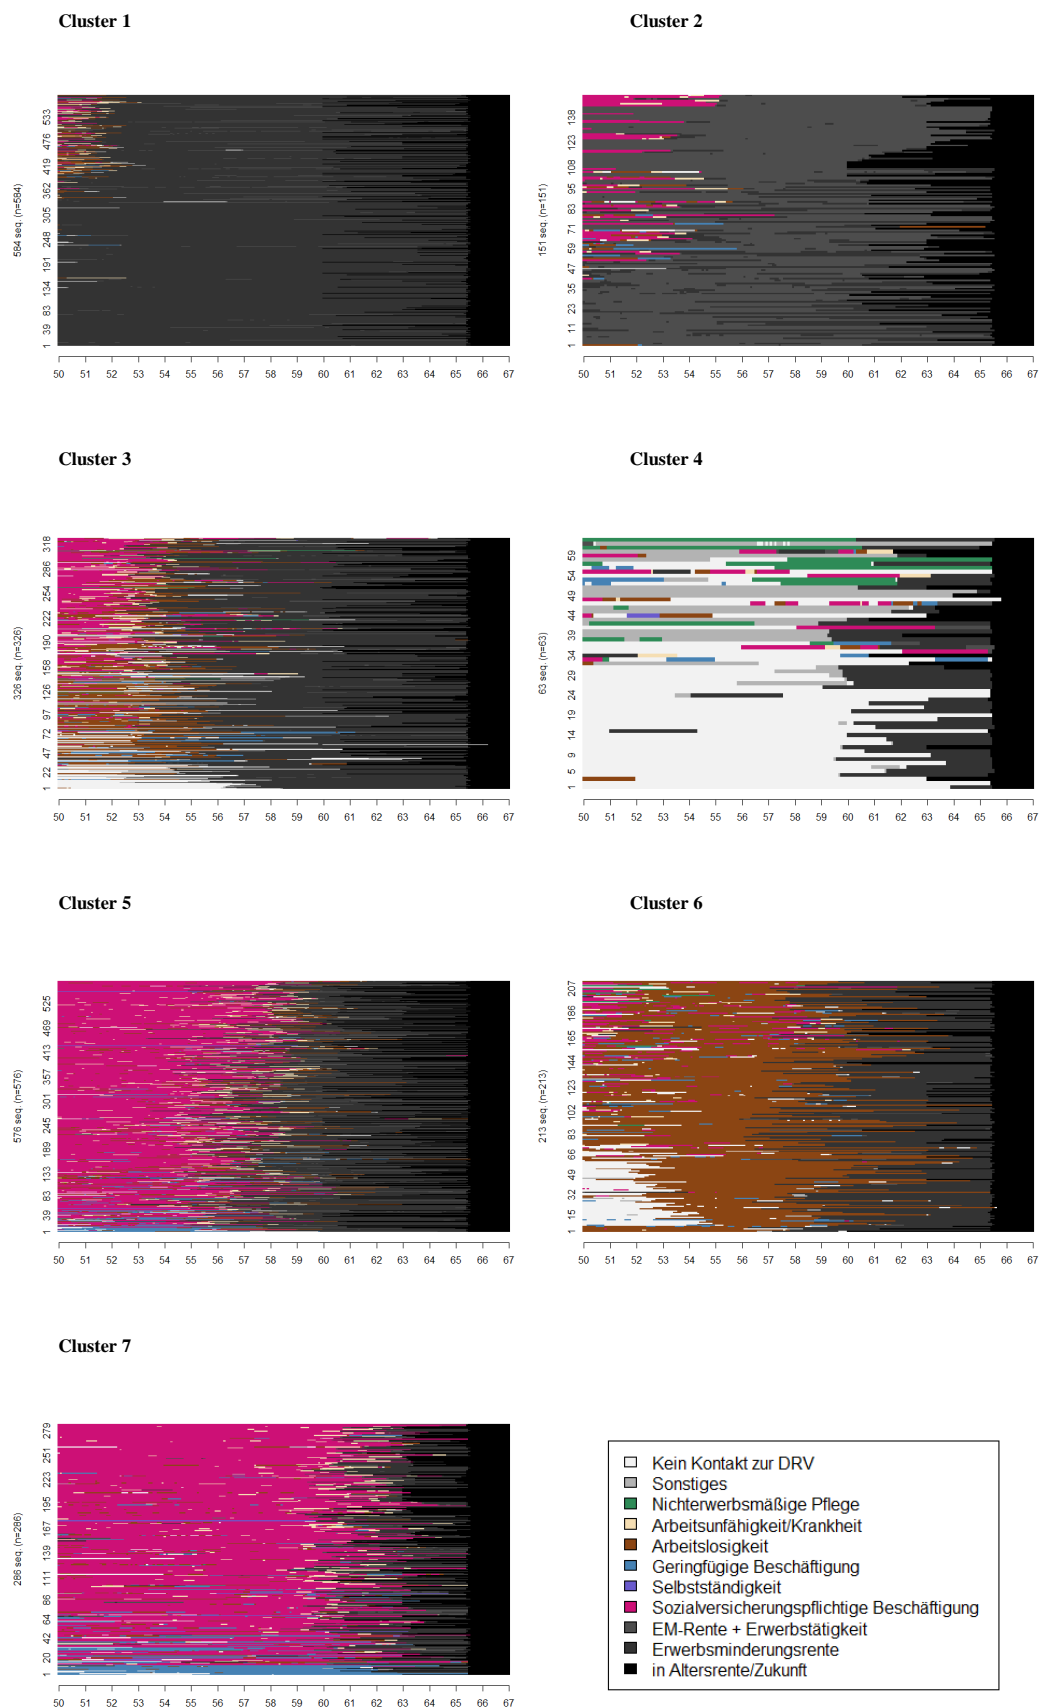 Cluster 1
Cluster 2
584 seq. (n=584)
1 39 83 134 191 248 305 362 419 476 533
50 51 52 53 54 55 56 57 58 59 60 61 62 63 64 65 66 67
151 seq. (n=151)
1 11 23 35 47 59 71 83 95 108 123 138
50 51 52 53 54 55 56 57 58 59 60 61 62 63 64 65 66 67
Cluster 3
Cluster 4
326 seq. (n=326)
1 22 47 72 97 126 158 190 222 254 286 318
50 51 52 53 54 55 56 57 58 59 60 61 62 63 64 65 66 67
63 seq. (n=63)
1 5 9 14 19 24 29 34 39 44 49 54 59
50 51 52 53 54 55 56 57 58 59 60 61 62 63 64 65 66 67
Cluster 5
Cluster 6
576 seq. (n=576)
1 39 83 133 189 245 301 357 413 469 525
50 51 52 53 54 55 56 57 58 59 60 61 62 63 64 65 66 67
213 seq. (n=213)
1 15 32 49 66 83 102 123 144 165 186 207
50 51 52 53 54 55 56 57 58 59 60 61 62 63 64 65 66 67
Cluster 7
286 seq. (n=286)
1 20 42 64 86 111 139 167 195 223 251 279
50 51 52 53 54 55 56 57 58 59 60 61 62 63 64 65 66 67
Kein Kontakt zur DRV
Sonstiges
Nichterwerbsmäßige Pflege
Arbeitsunfähigkeit/Krankheit
Arbeitslosigkeit
Geringfügige Beschäftigung
Selbstständigkeit
Sozialversicherungspflichtige Beschäftigung
EM-Rente + Erwerbstätigkeit
Erwerbsminderungsrente
in Altersrente/Zukunft